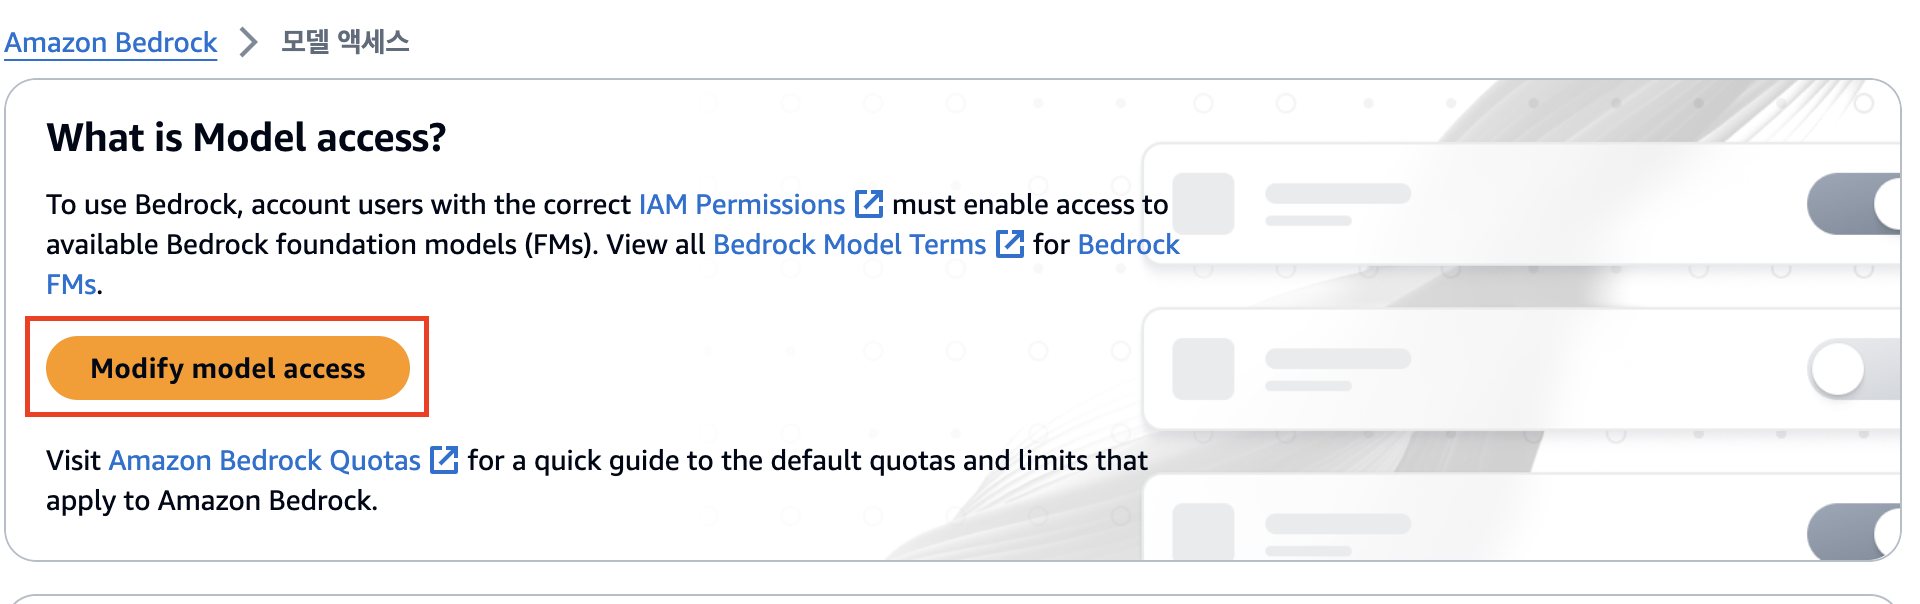 Amazon Bedrock > 모델 액세스
What is Model access?
To use Bedrock, account users with the correct IAM Permissions must enable access to
available Bedrock foundation models (FMs). View all Bedrock Model Terms for Bedrock
FMs.
Modify model access
Visit Amazon Bedrock Quotas for a quick guide to the default quotas and limits that
apply to Amazon Bedrock.